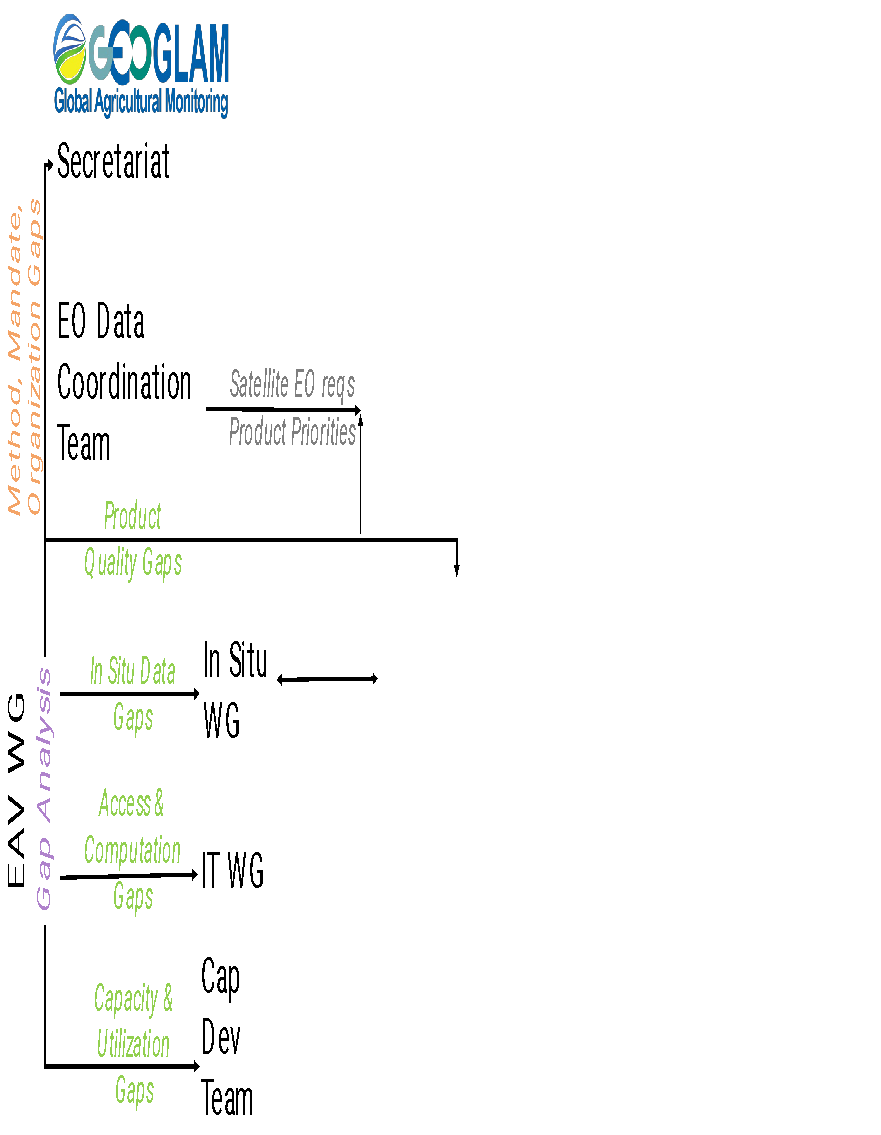 GEOGLAM
Global Agricultural Monitoring
Secretariat
Method, Mandate,
Organization Gaps
EO Data
Coordination
Team
Satellite EO reqs
Product Priorities
Product
Quality Gaps
EAV WG
Gap Analysis
In Situ Data
Gaps
In Situ
WG
Access &
Computation
Gaps
IT WG
Capacity &
Utilization
Gaps
Cap
Dev
Team